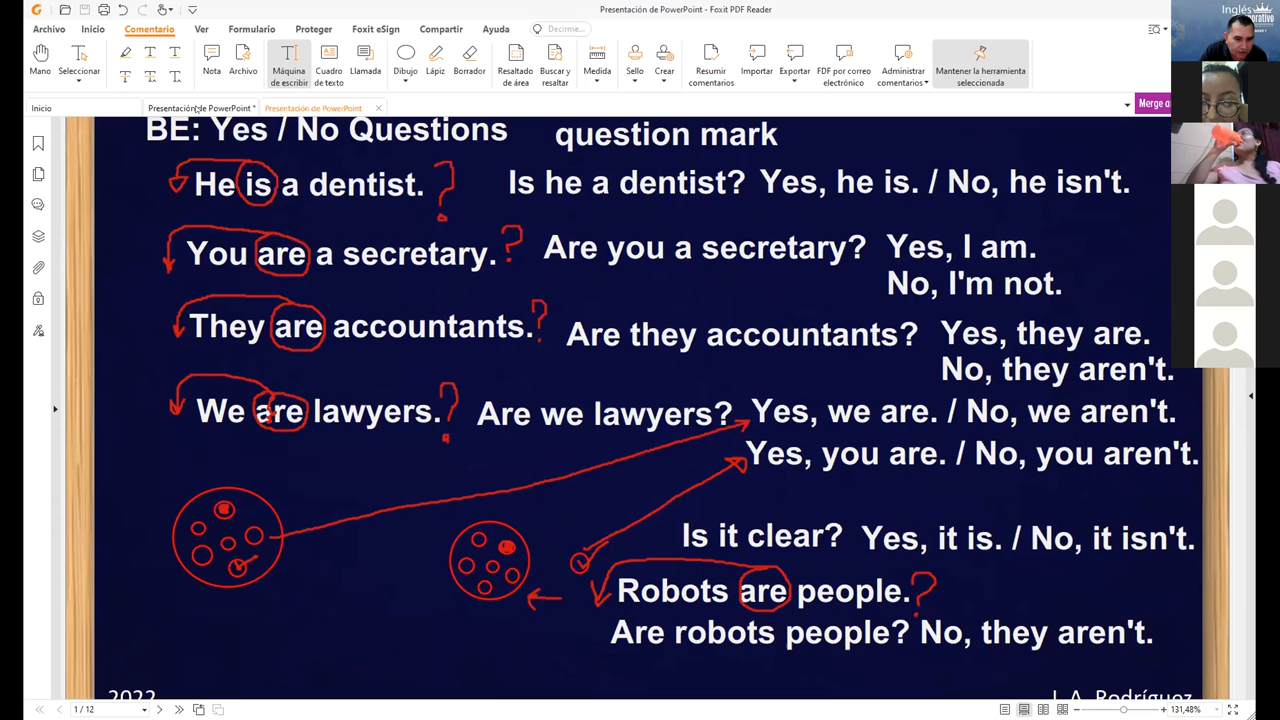 Presentación de PowerPoint - Foxit PDF Reader
Archivo Inicio Comentario Ver Formulario Proteger Foxit eSign Compartir Ayuda Decirme...
Mano Seleccionar Nota Archivo Máquina de escribir Cuadro de texto Llamada Dibujo Lápiz Borrador Resaltado de área Buscar y resaltar Medida Sello Crear Resumir comentarios Importar Exportar FDF por correo electrónico Administrar comentarios Mantener la herramienta seleccionada
Inicio Presentación de PowerPoint * Presentación de PowerPoint Merge
Inglés
BE: Yes / No Questions question mark
He is a dentist. ? Is he a dentist? Yes, he is. / No, he isn't.
You are a secretary. ? Are you a secretary? Yes, I am.
No, I'm not.
They are accountants. ? Are they accountants? Yes, they are.
No, they aren't.
We are lawyers. ? Are we lawyers? Yes, we are. / No, we aren't.
Yes, you are. / No, you aren't.
Is it clear? Yes, it is. / No, it isn't.
Robots are people. ?
Are robots people? No, they aren't.
2022 J. A. Rodríguez
1 / 12 131,48%